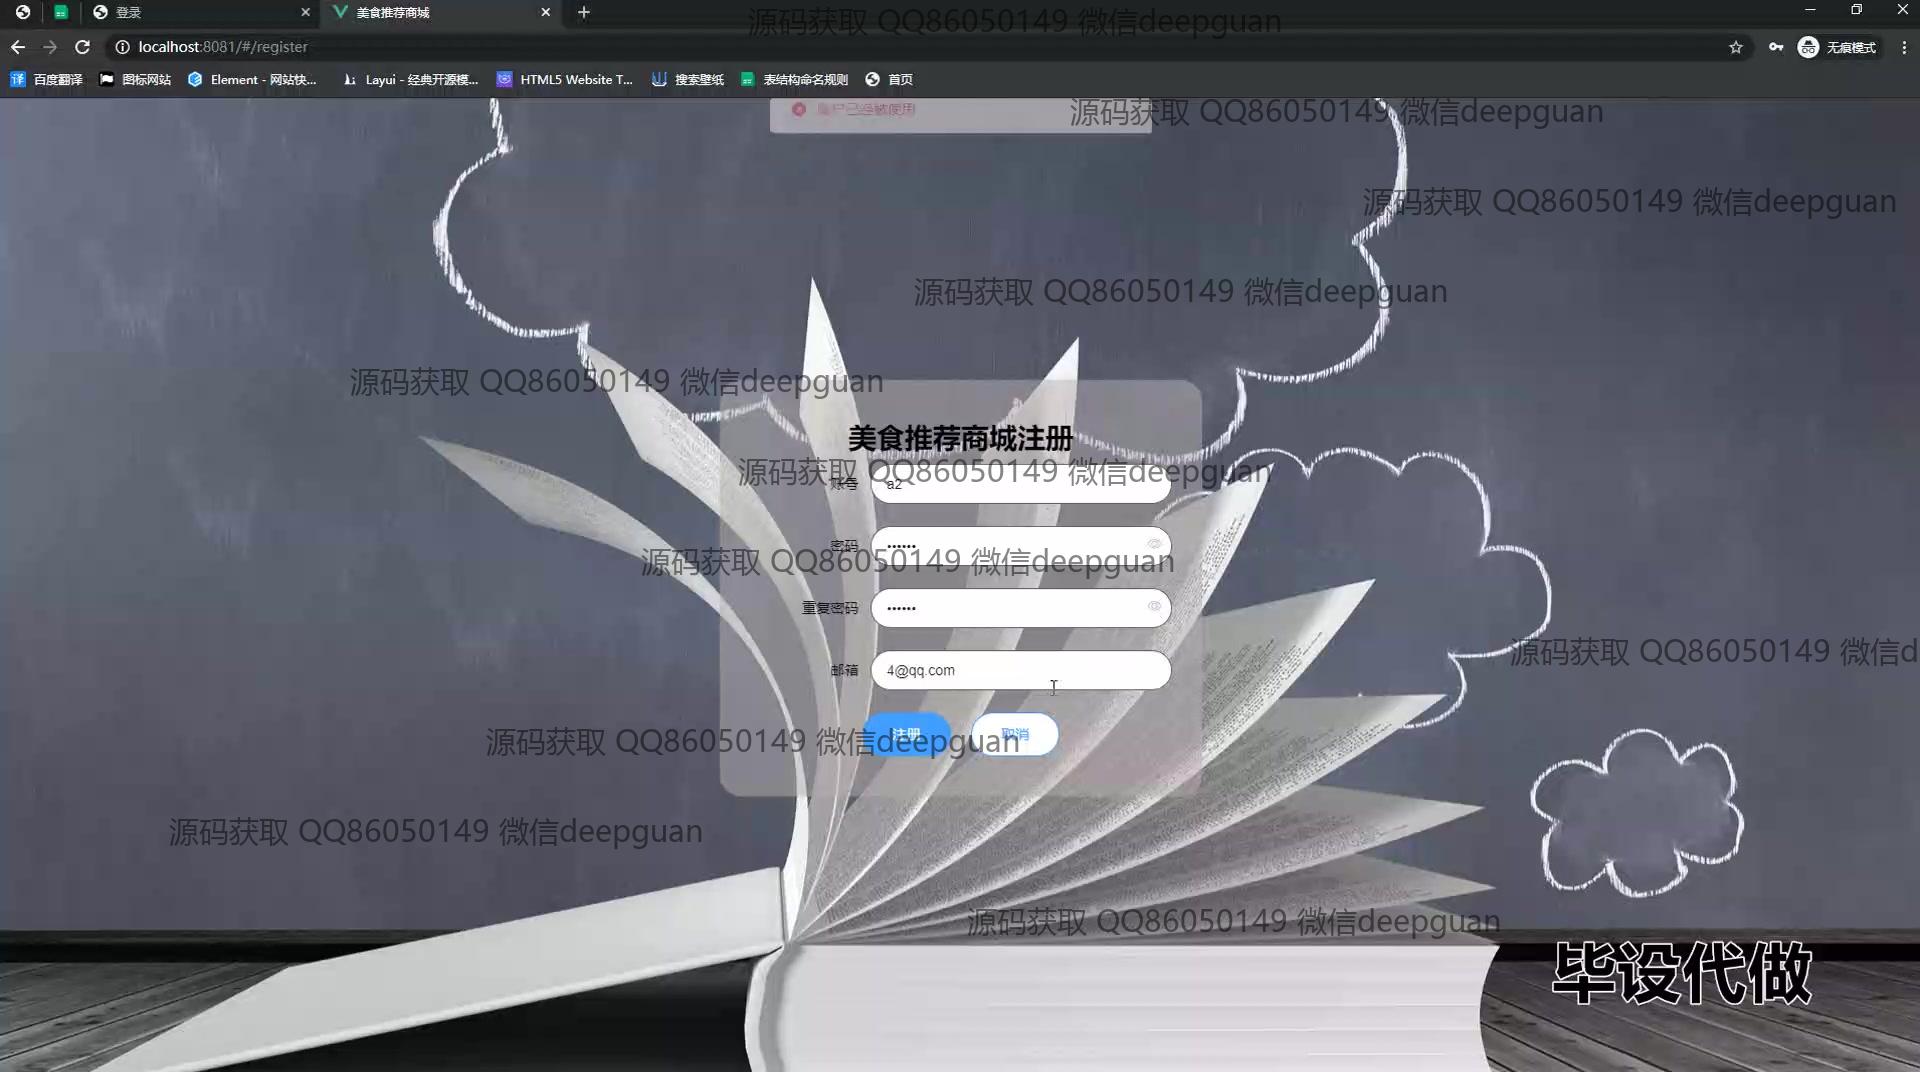 登录
美食推荐商城
localhost:8081/#/register
无痕模式
百度翻译
图标网站
Element - 网站快...
Layui - 经典开源模...
HTML5 Website T...
搜索壁纸
表结构命名规则
首页
源码获取 QQ86050149 微信deepguan
账户已经被使用
源码获取 QQ86050149 微信deepguan
源码获取 QQ86050149 微信deepguan
源码获取 QQ86050149 微信deepguan
源码获取 QQ86050149 微信deepguan
美食推荐商城注册
源码获取 QQ86050149 微信deepguan
账号 a2
密码 ••••••
源码获取 QQ86050149 微信deepguan
重复密码 ••••••
源码获取 QQ86050149 微信d
邮箱 4@qq.com
注册 取消
源码获取 QQ86050149 微信deepguan
源码获取 QQ86050149 微信deepguan
源码获取 QQ86050149 微信deepguan
毕设代做